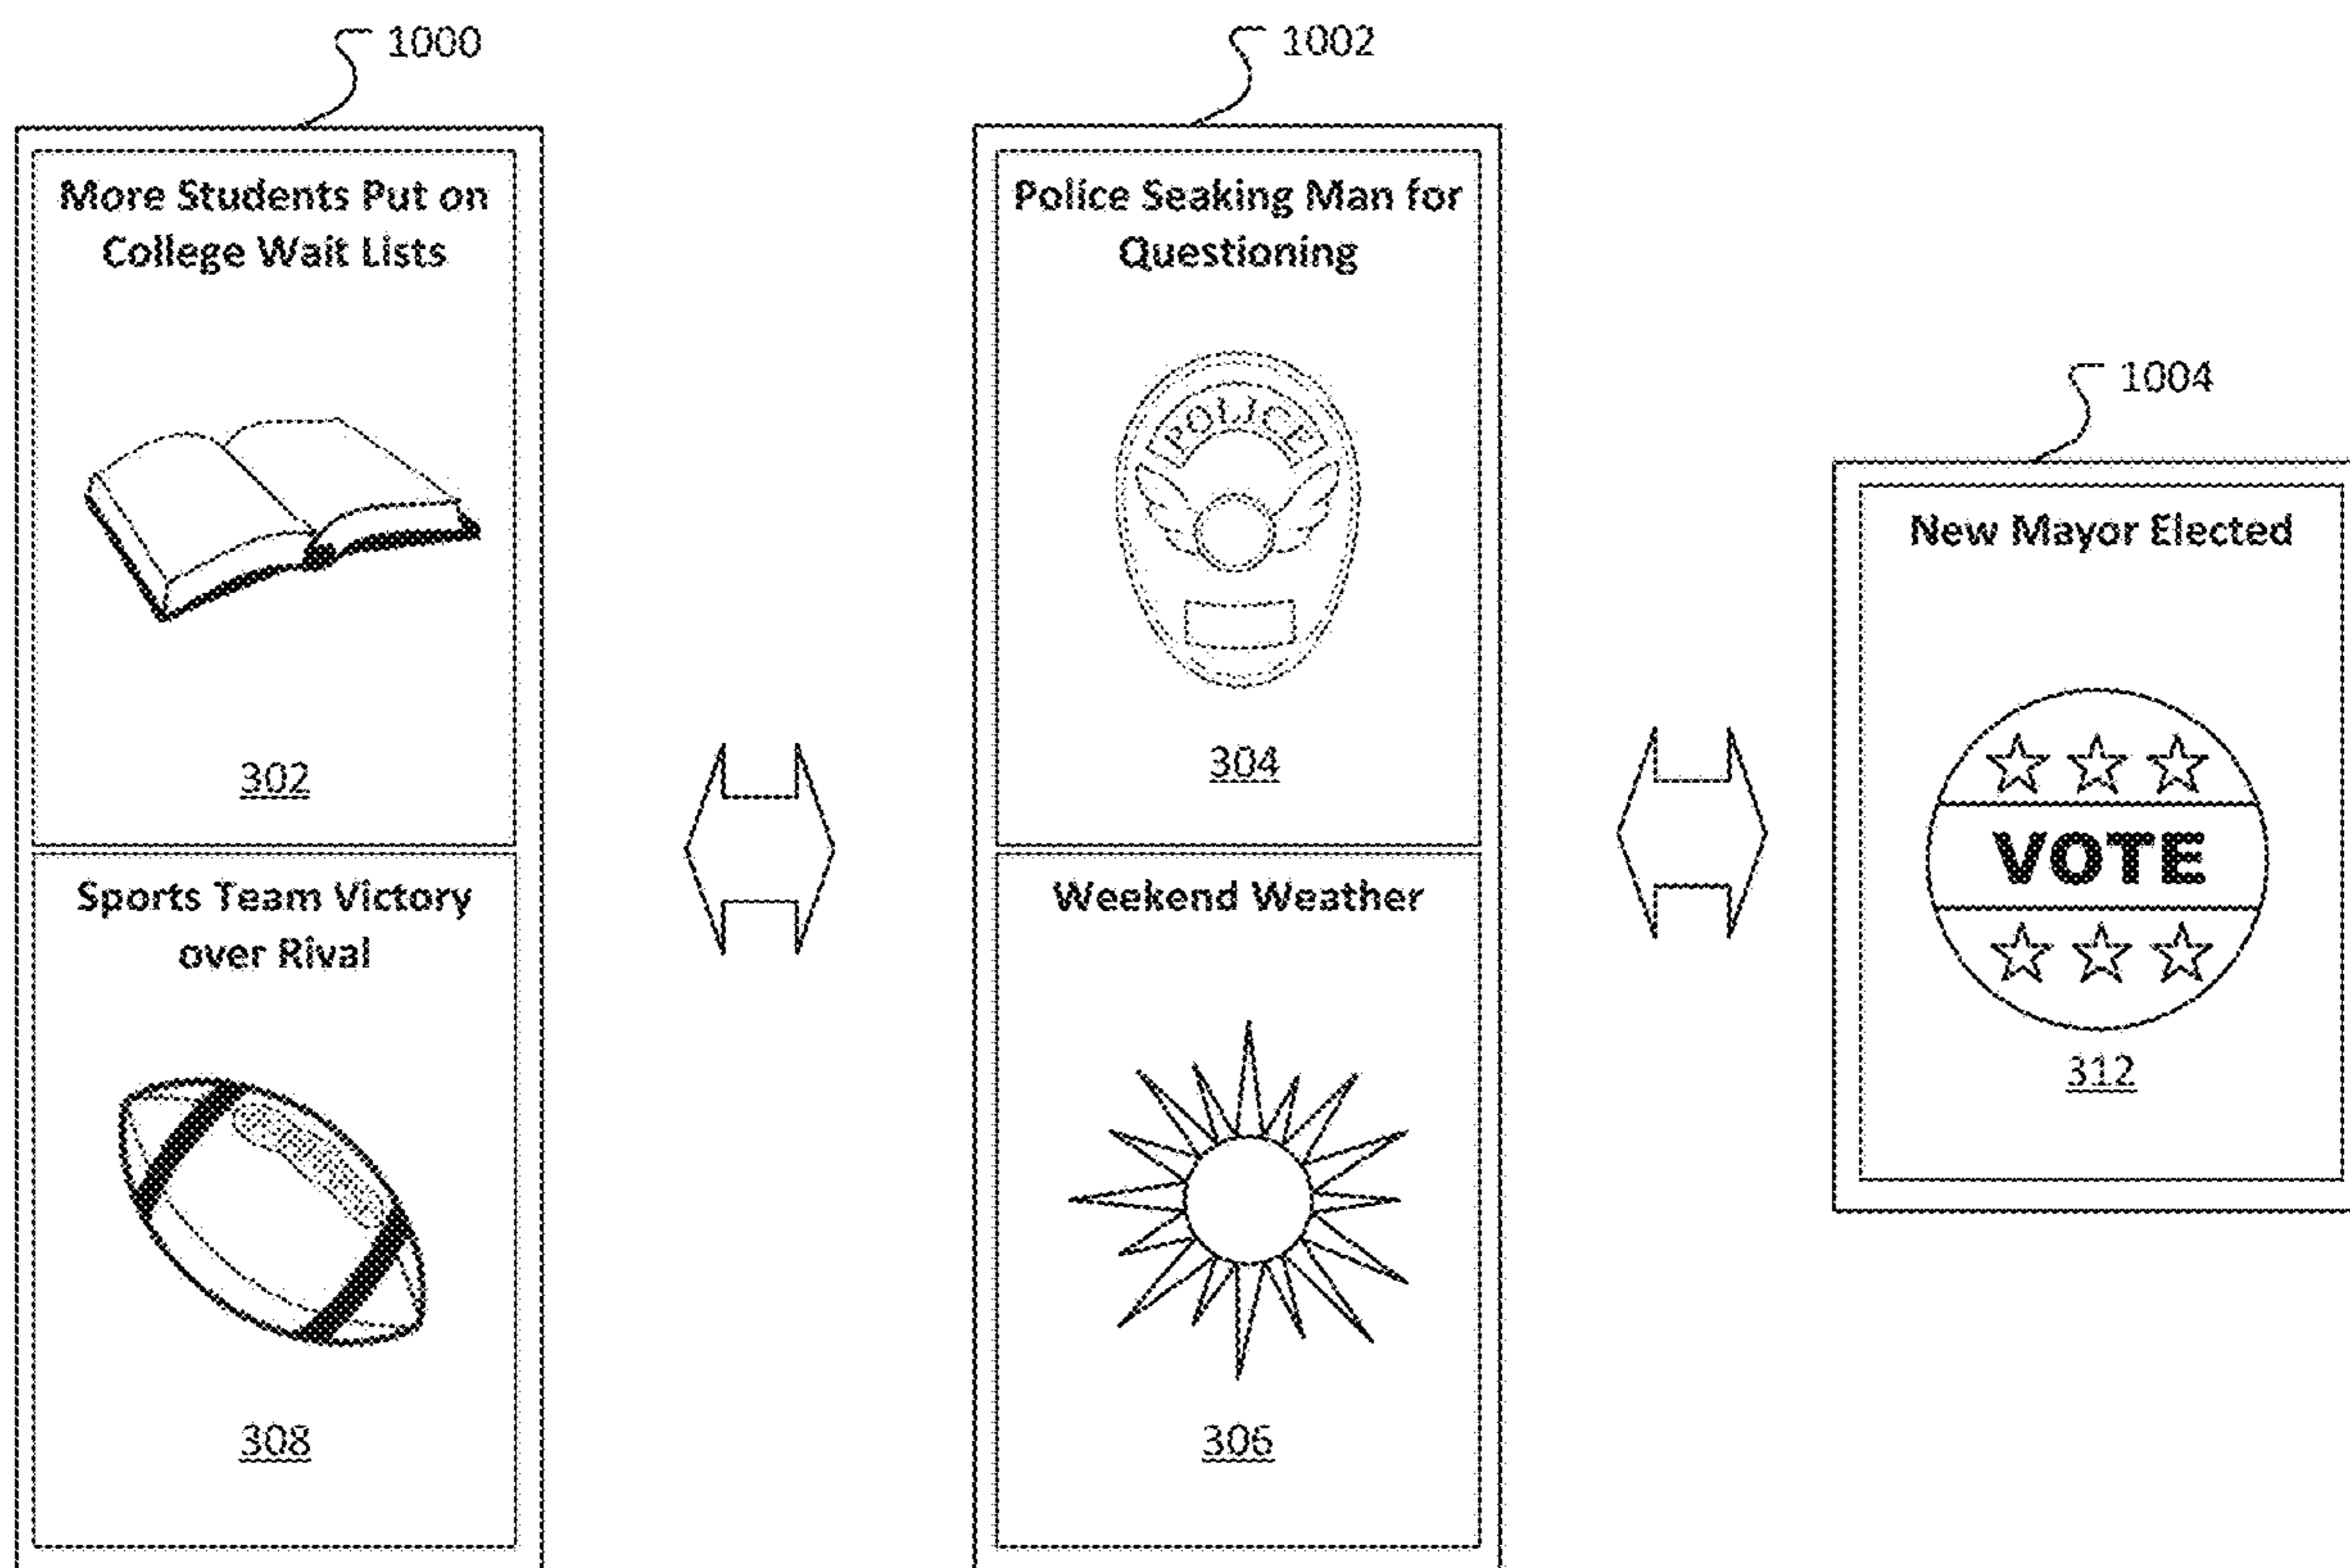 1000
More Students Put on
College Wait Lists
302
Sports Team Victory
over Rival
308
1002
Police Seaking Man for
Questioning
POLICE
304
Weekend Weather
306
1004
New Mayor Elected
VOTE
312